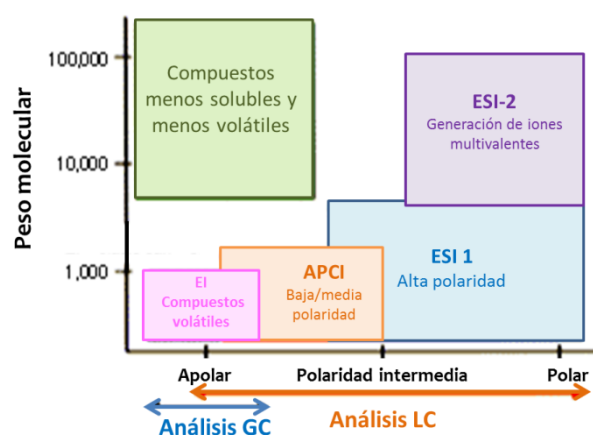 Peso molecular
100,000
10,000
1,000
Compuestos
menos solubles y
menos volátiles
ESI-2
Generación de iones
multivalentes
ESI 1
Alta polaridad
APCI
Baja/media
polaridad
EI
Compuestos
volátiles
Apolar
Polaridad intermedia
Polar
Análisis GC
Análisis LC